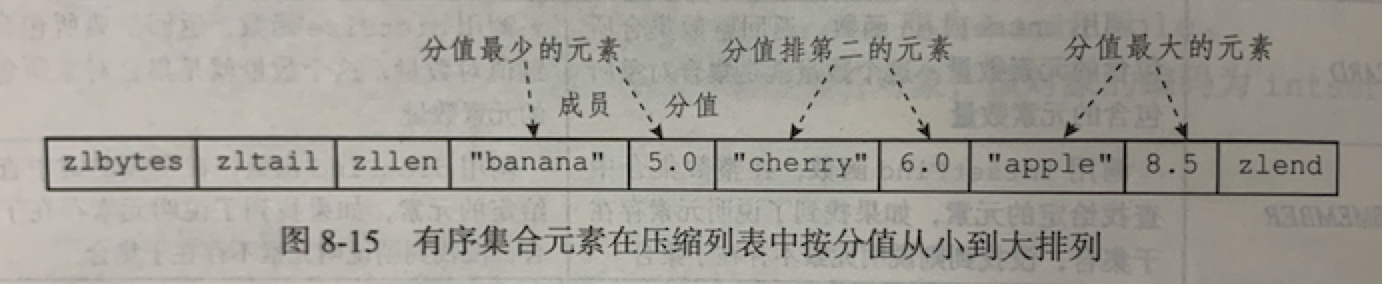 分值最少的元素 分值排第二的元素 分值最大的元素
成员 分值
zlbytes zltail zllen "banana" 5.0 "cherry" 6.0 "apple" 8.5 zlend
图 8-15 有序集合元素在压缩列表中按分值从小到大排列